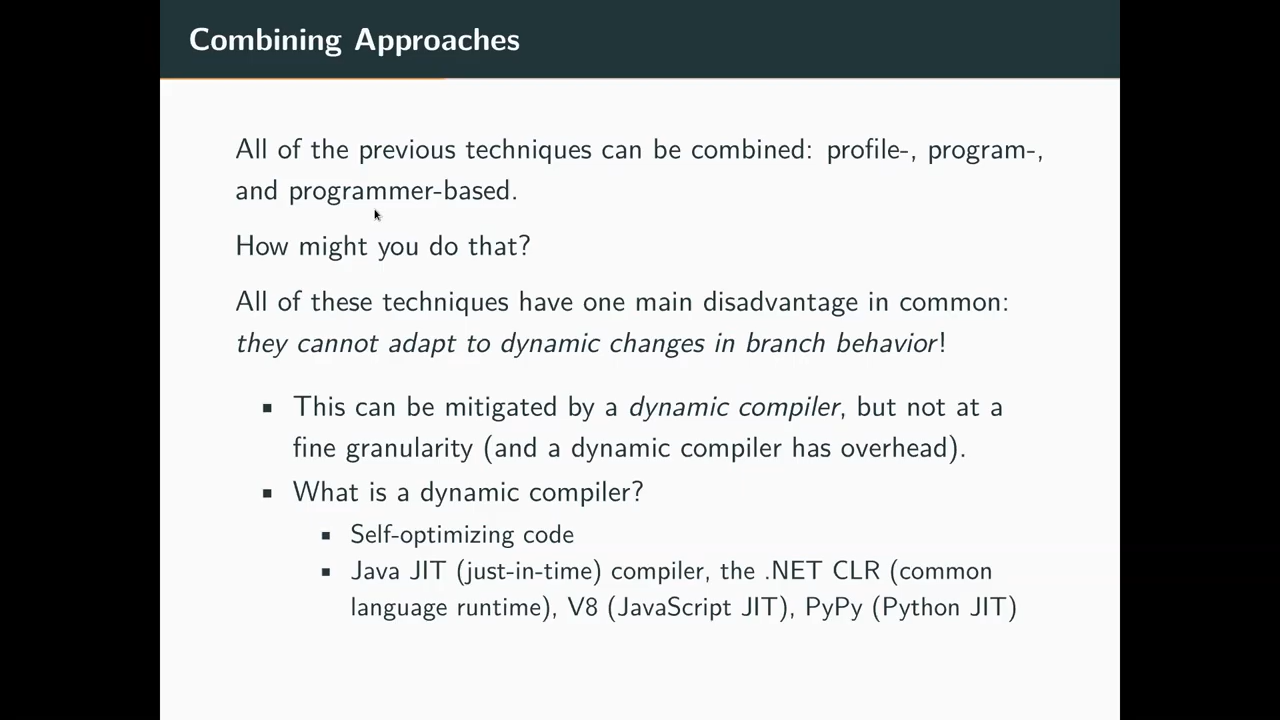 Combining Approaches
All of the previous techniques can be combined: profile-, program-,
and programmer-based.
How might you do that?
All of these techniques have one main disadvantage in common:
they cannot adapt to dynamic changes in branch behavior!
▪ This can be mitigated by a dynamic compiler, but not at a
fine granularity (and a dynamic compiler has overhead).
▪ What is a dynamic compiler?
▪ Self-optimizing code
▪ Java JIT (just-in-time) compiler, the .NET CLR (common
language runtime), V8 (JavaScript JIT), PyPy (Python JIT)